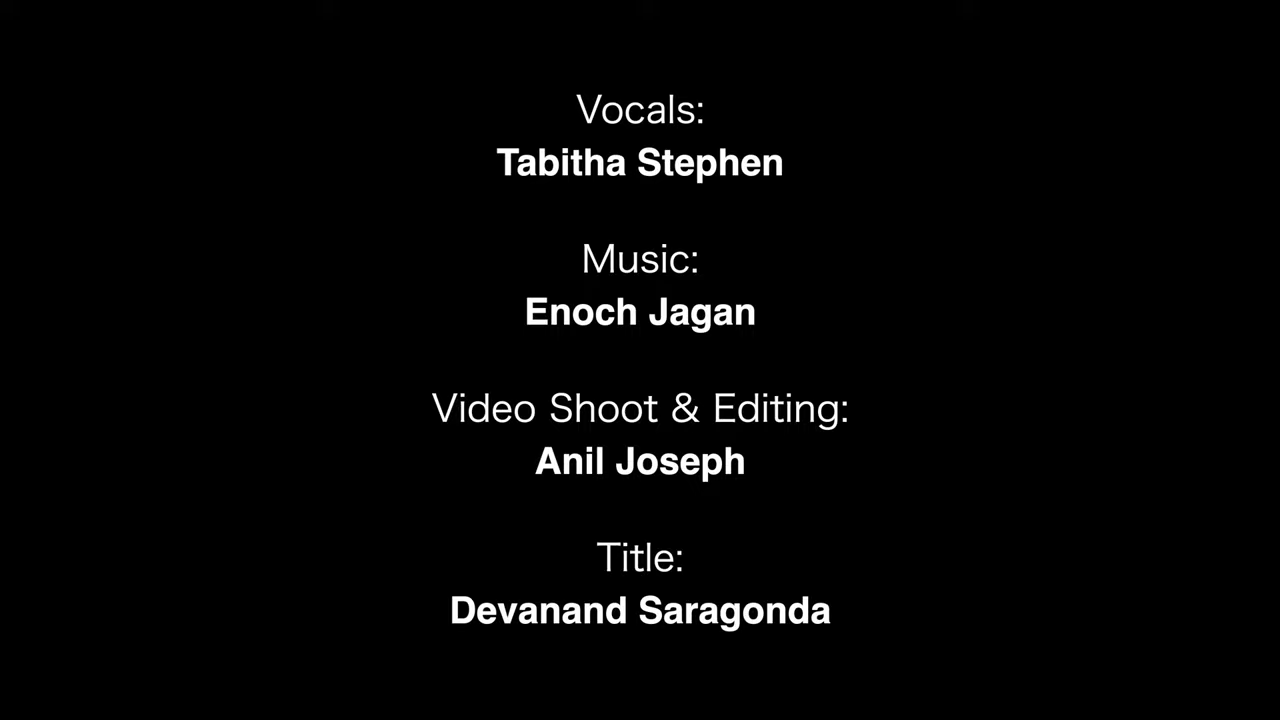 Vocals:
Tabitha Stephen
Music:
Enoch Jagan
Video Shoot & Editing:
Anil Joseph
Title:
Devanand Saragonda